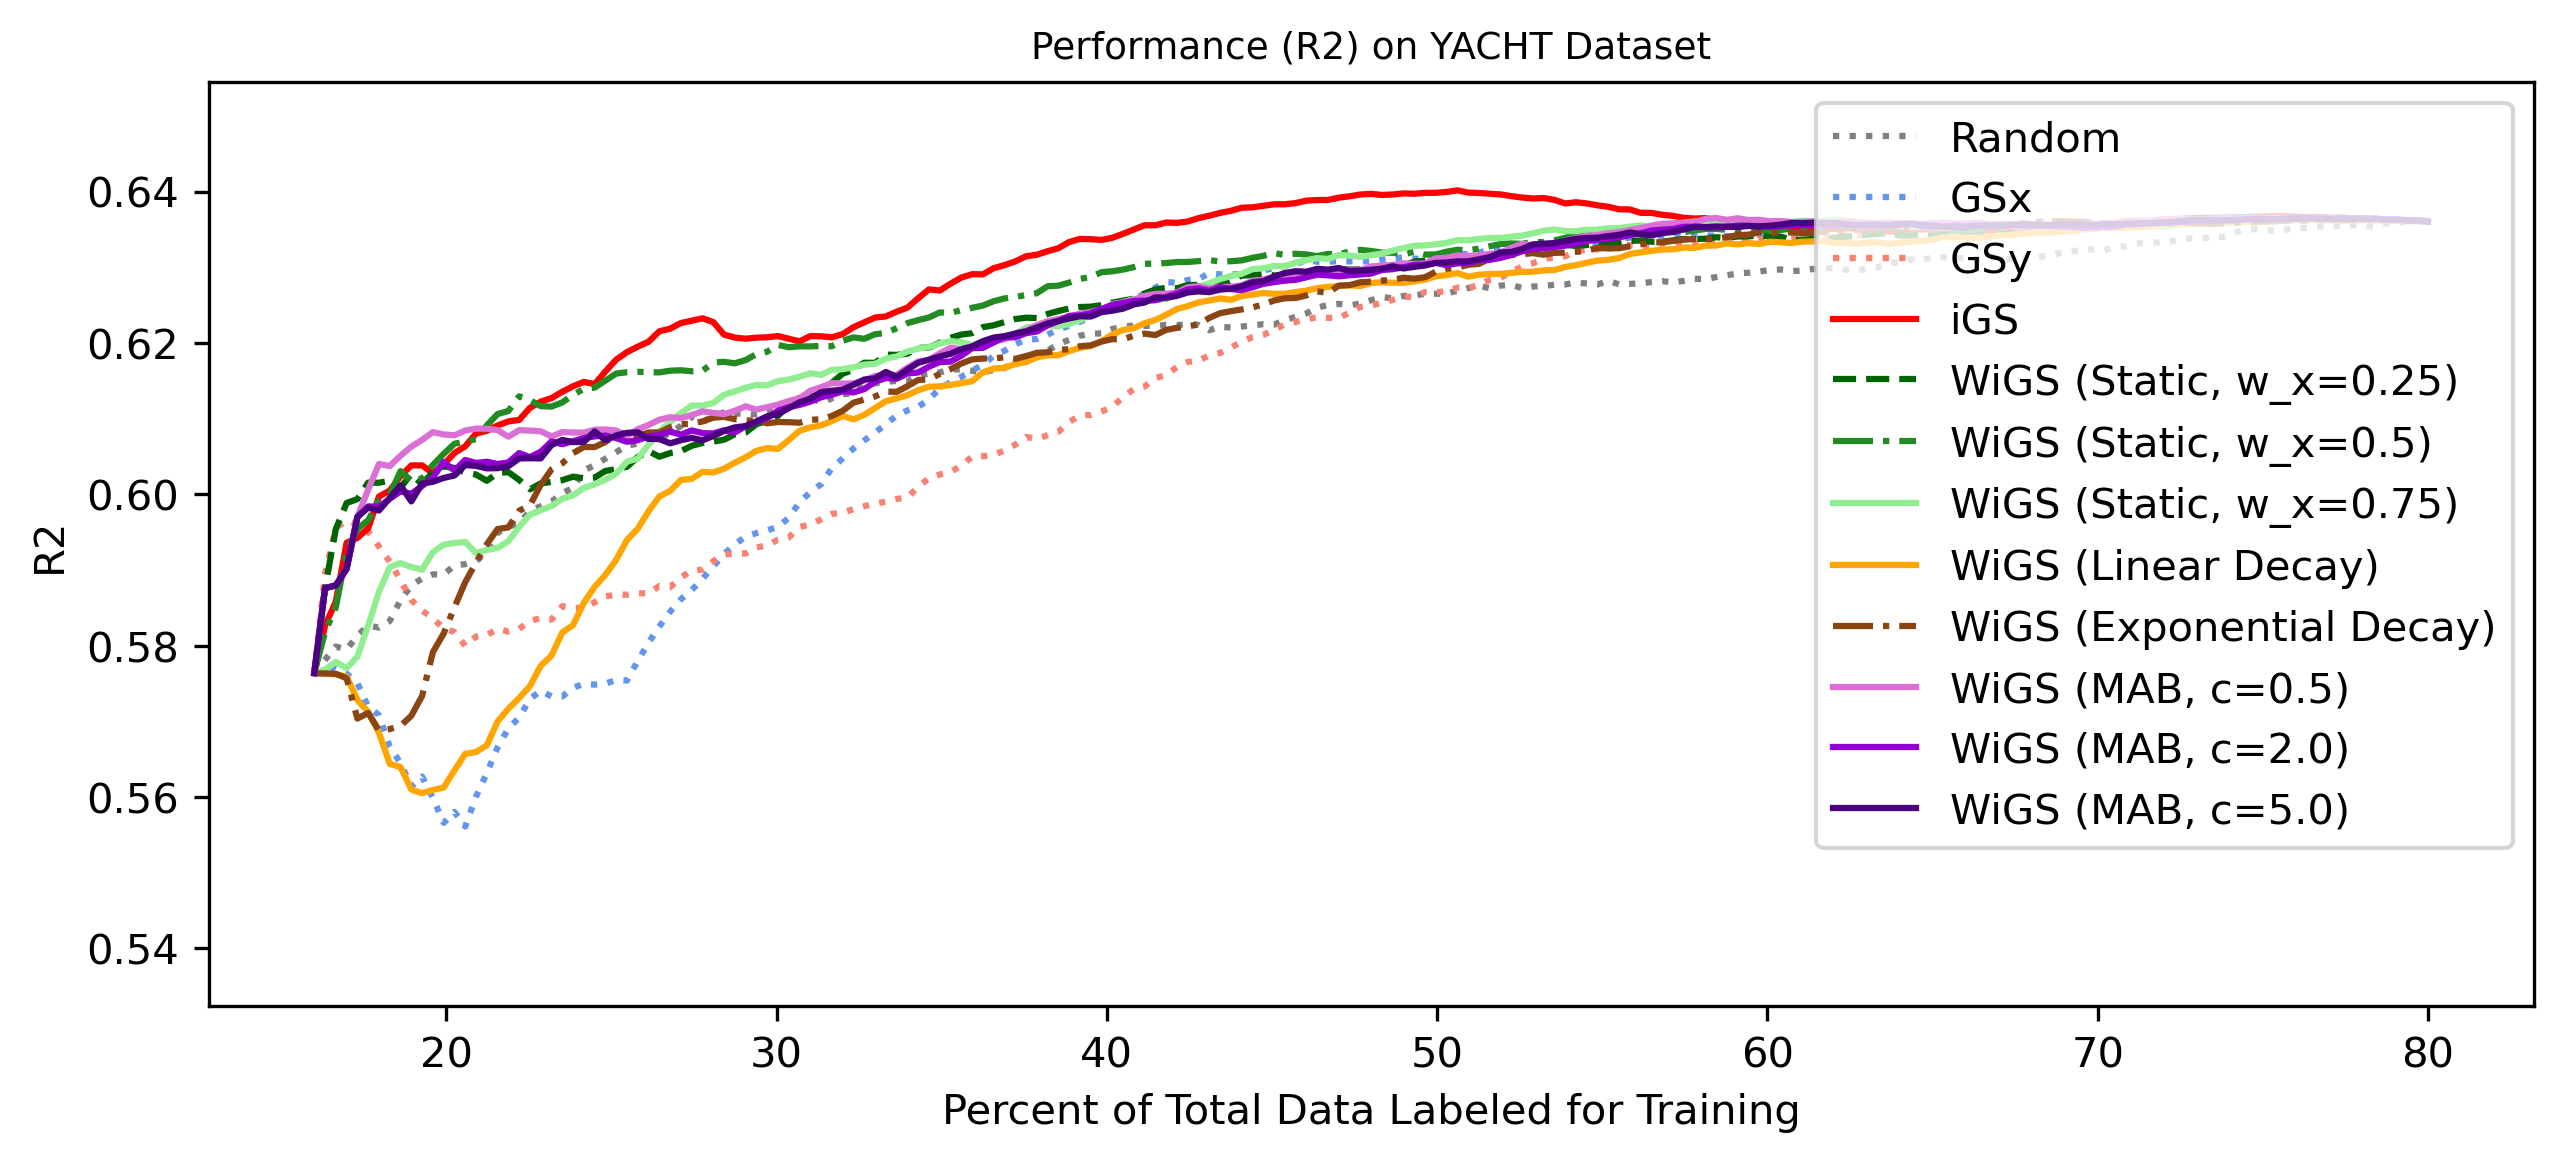 Performance (R2) on YACHT Dataset
0.64
0.62
0.60
0.58
0.56
0.54
R2
20
30
40
50
60
70
80
Percent of Total Data Labeled for Training
Random
GSx
GSy
iGS
WiGS (Static, w_x=0.25)
WiGS (Static, w_x=0.5)
WiGS (Static, w_x=0.75)
WiGS (Linear Decay)
WiGS (Exponential Decay)
WiGS (MAB, c=0.5)
WiGS (MAB, c=2.0)
WiGS (MAB, c=5.0)